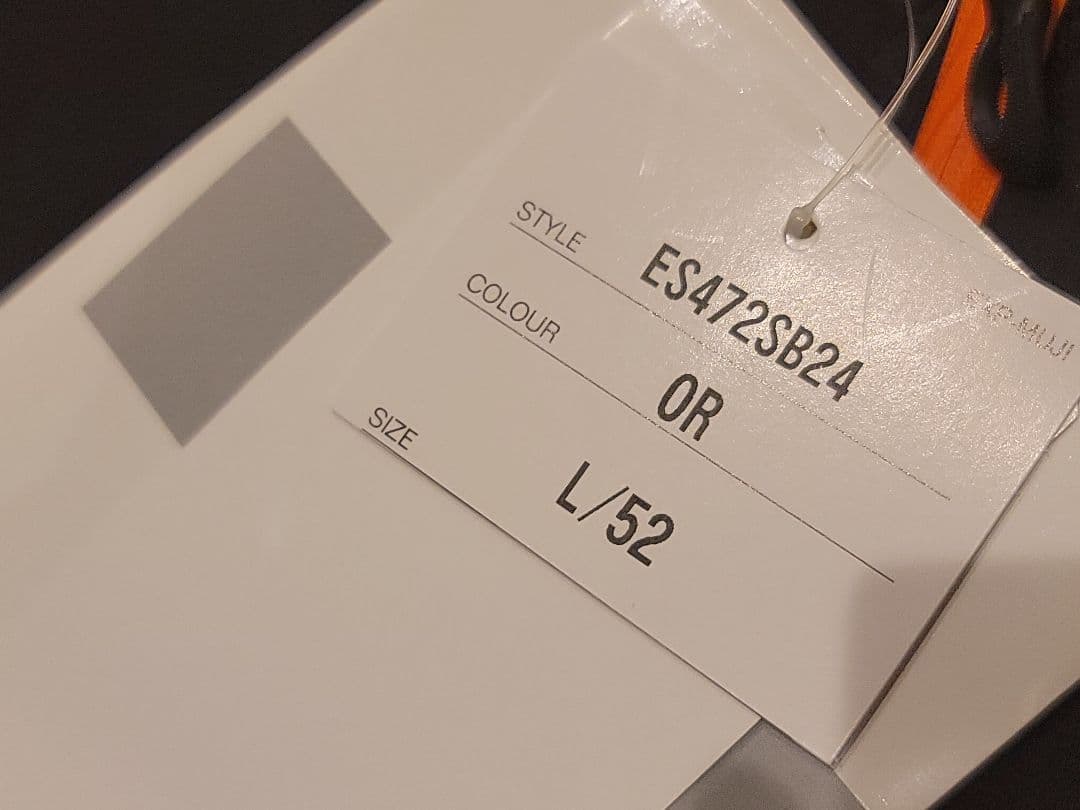 STYLE ES472SB24
COLOUR OR
SIZE L/52